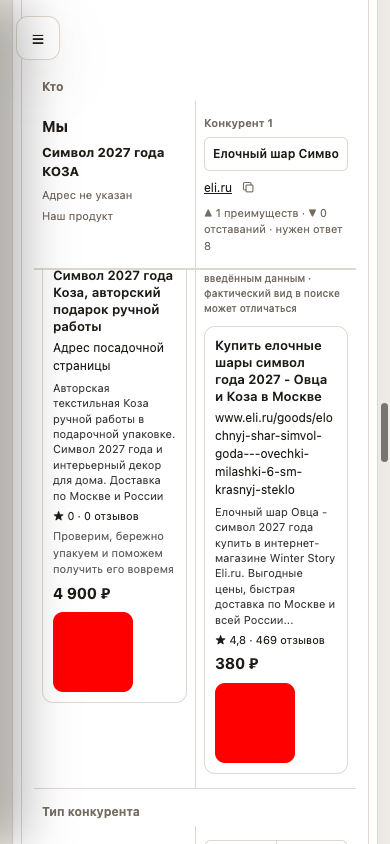 Кто
Мы
Символ 2027 года
КОЗА
Адрес не указан
Наш продукт
Конкурент 1
Елочный шар Симво
eli.ru
▲ 1 преимуществ · ▼ 0
отставаний · нужен ответ
8
Символ 2027 года
Коза, авторский
подарок ручной
работы
Адрес посадочной
страницы
Авторская
текстильная Коза
ручной работы в
подарочной упаковке.
Символ 2027 года и
интерьерный декор
для дома. Доставка
по Москве и России
★ 0 · 0 отзывов
Проверим, бережно
упакуем и поможем
получить его вовремя
4 900 ₽
введённым данным ·
фактический вид в поиске
может отличаться
Купить елочные
шары символ
года 2027 - Овца
и Коза в Москве
www.eli.ru/goods/elo
chnyj-shar-simvol-
goda---ovechki-
milashki-6-sm-
krasnyj-steklo
Елочный шар Овца -
символ 2027 года
купить в интернет-
магазине Winter Story
Eli.ru. Выгодные
цены, быстрая
доставка по Москве и
всей России...
★ 4,8 · 469 отзывов
380 ₽
Тип конкурента